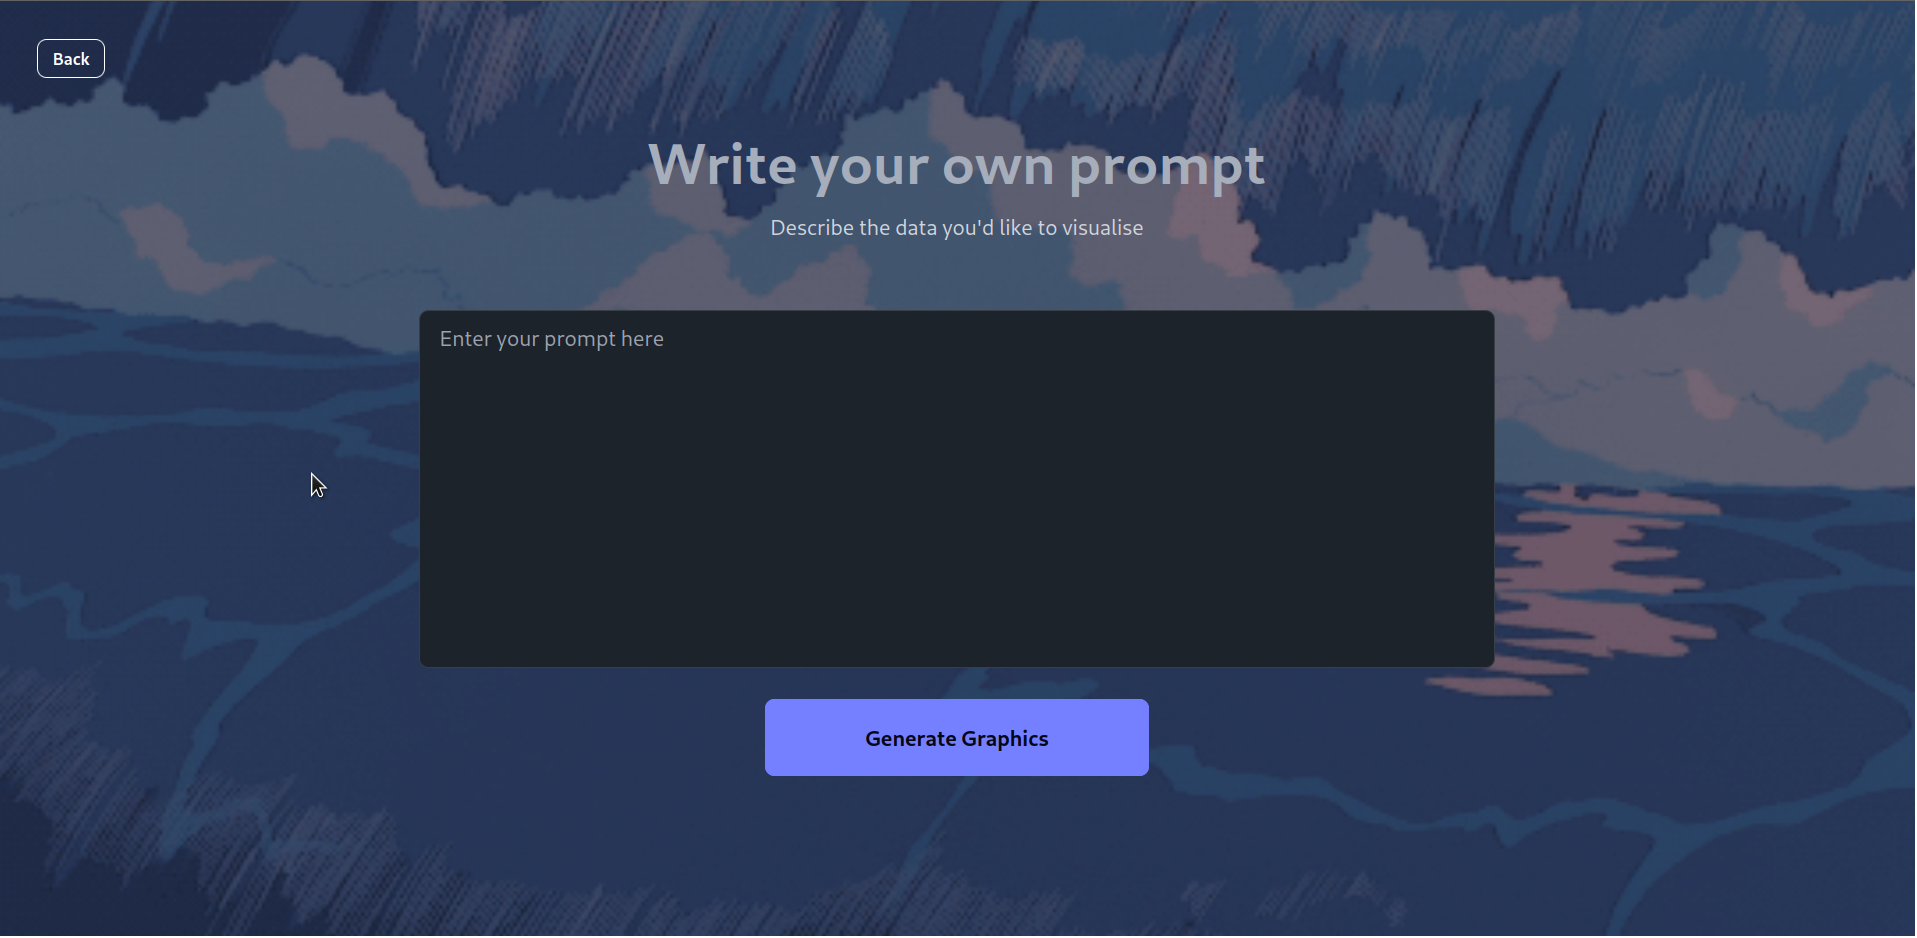 Back
Write your own prompt
Describe the data you'd like to visualise
Enter your prompt here
Generate Graphics